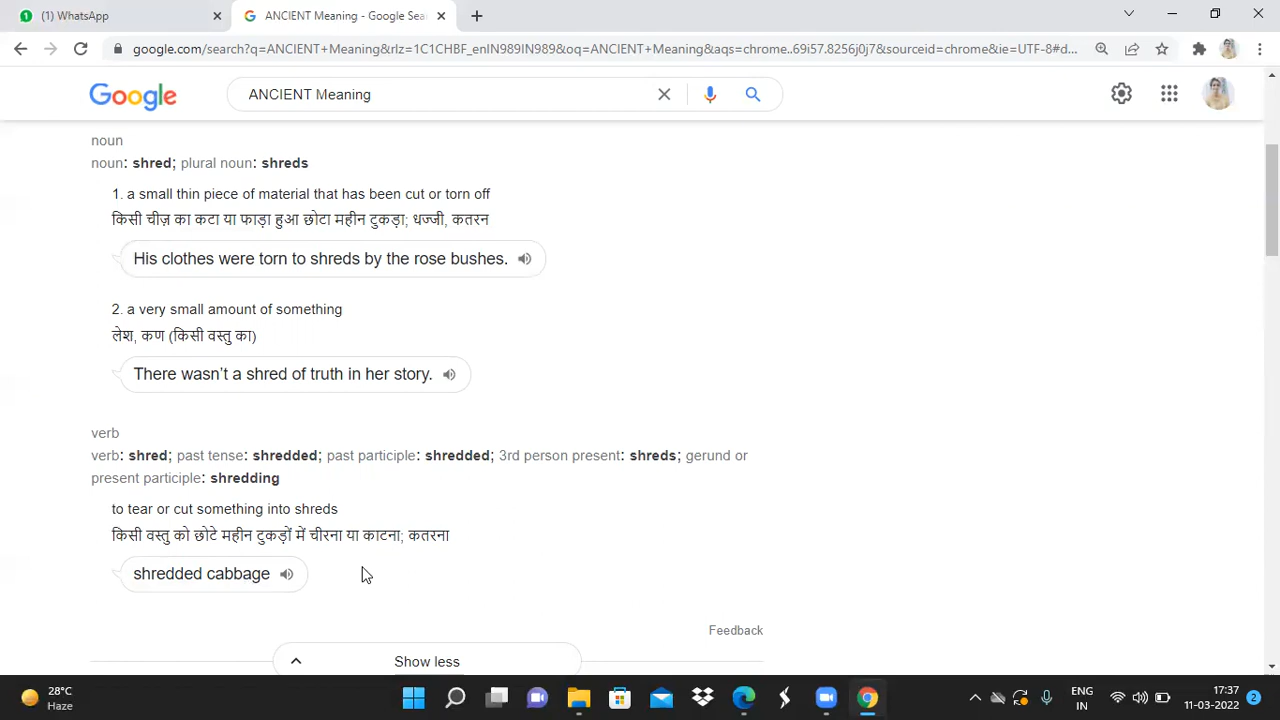 (1) WhatsApp
ANCIENT Meaning - Google Sea
google.com/search?q=ANCIENT+Meaning&rlz=1C1CHBF_enIN989IN989&oq=ANCIENT+Meaning&aqs=chrome..69i57.8256j0j7&sourceid=chrome&ie=UTF-8#d...
Google
ANCIENT Meaning
noun
noun: shred; plural noun: shreds
1. a small thin piece of material that has been cut or torn off
किसी चीज़ का कटा या फाड़ा हुआ छोटा महीन टुकड़ा; धज्जी, कतरन
His clothes were torn to shreds by the rose bushes.
2. a very small amount of something
लेश, कण (किसी वस्तु का)
There wasn't a shred of truth in her story.
verb
verb: shred; past tense: shredded; past participle: shredded; 3rd person present: shreds; gerund or
present participle: shredding
to tear or cut something into shreds
किसी वस्तु को छोटे महीन टुकड़ों में चीरना या काटना; कतरना
shredded cabbage
Feedback
Show less
28°C
Haze
ENG
IN
17:37
11-03-2022
2